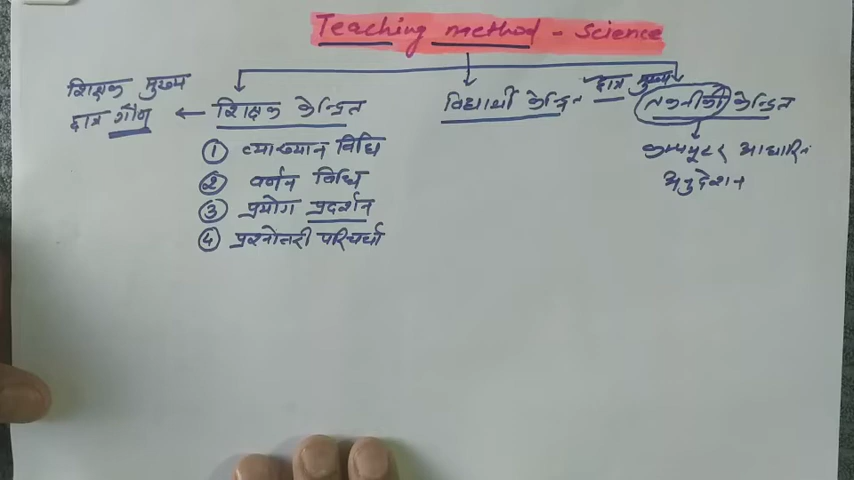 Teaching method - Science
शिक्षक मुख्य
छात्र गौण ← शिक्षक केन्द्रित
विद्यार्थी केन्द्रित
छात्र मुख्य
तकनीकी केन्द्रित
कम्प्यूटर आधारित
अनुदेशन
① व्याख्यान विधि
② वर्णन विधि
③ प्रयोग प्रदर्शन
④ प्रश्नोतरी परिचर्चा